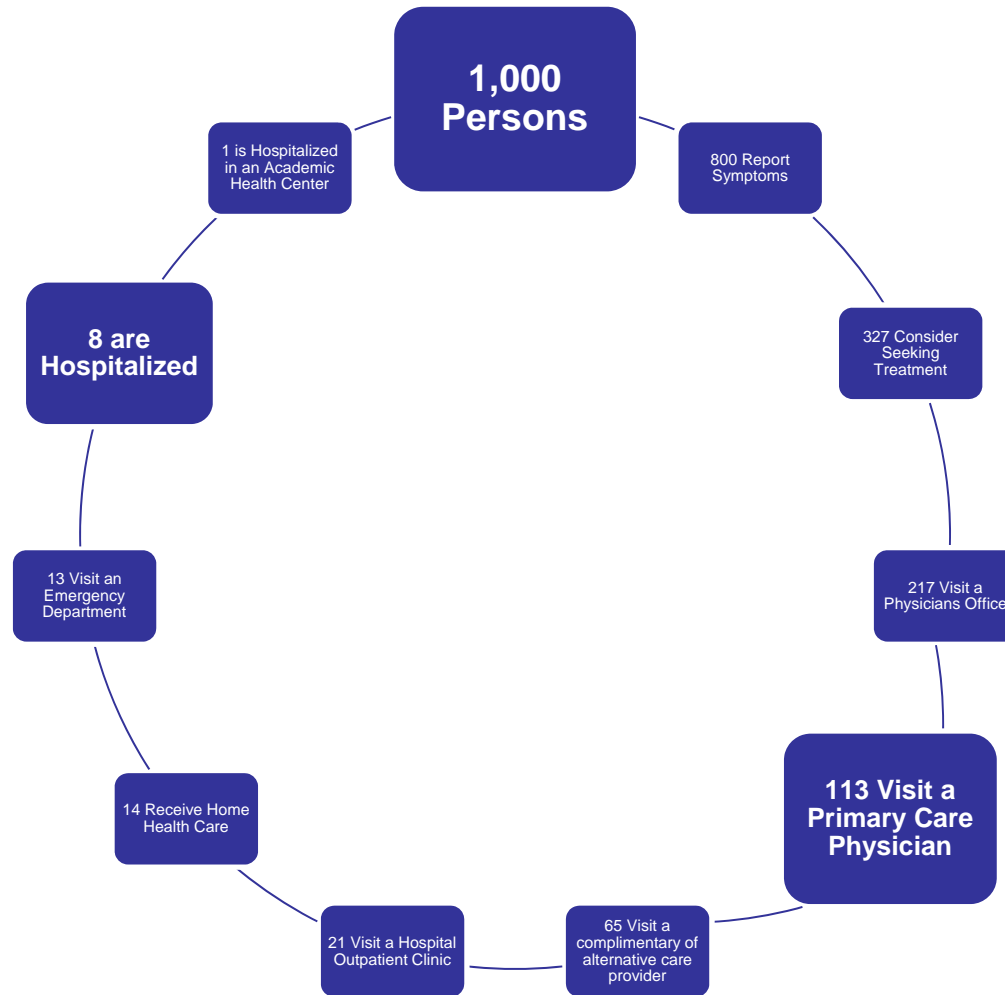 1,000
Persons
800 Report
Symptoms
327 Consider
Seeking
Treatment
217 Visit a
Physicians Office
113 Visit a
Primary Care
Physician
65 Visit a
complimentary of
alternative care
provider
21 Visit a Hospital
Outpatient Clinic
14 Receive Home
Health Care
13 Visit an
Emergency
Department
8 are
Hospitalized
1 is Hospitalized
in an Academic
Health Center